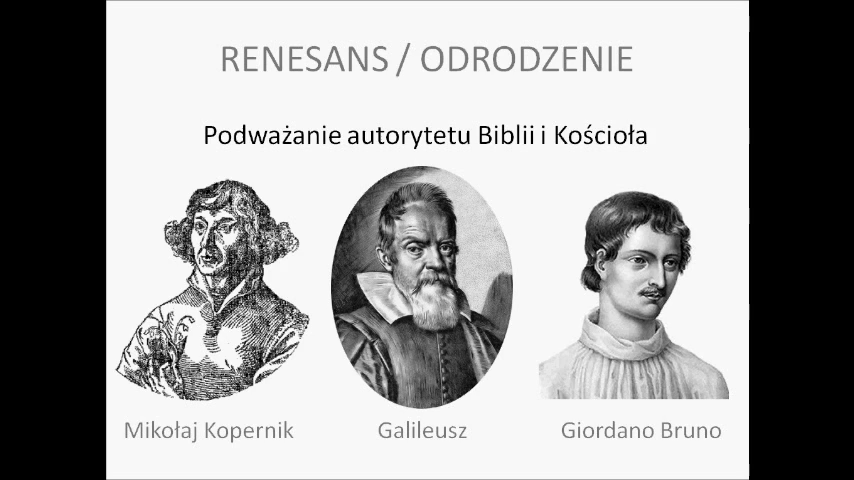 RENESANS / ODRODZENIE
Podważanie autorytetu Biblii i Kościoła
Mikołaj Kopernik
Galileusz
Giordano Bruno